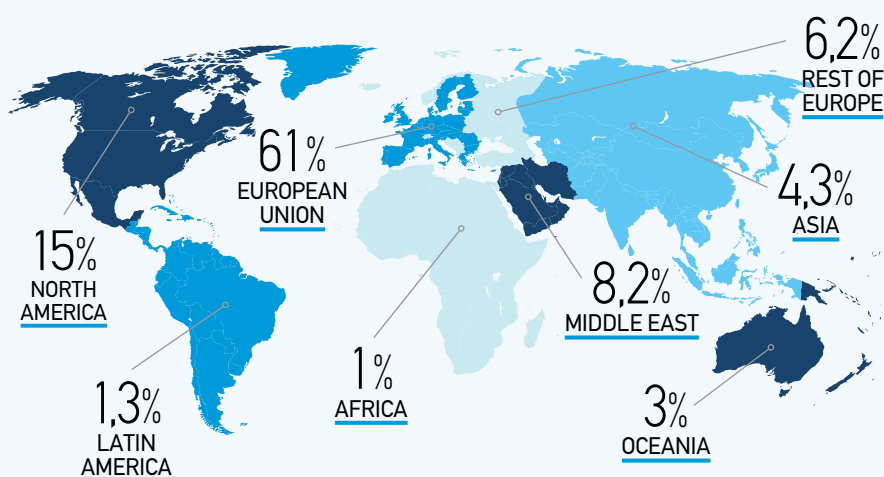 6,2%
REST OF
EUROPE
61%
EUROPEAN
UNION
4,3%
ASIA
15%
NORTH
AMERICA
8,2%
MIDDLE EAST
1%
AFRICA
1,3%
LATIN
AMERICA
3%
OCEANIA